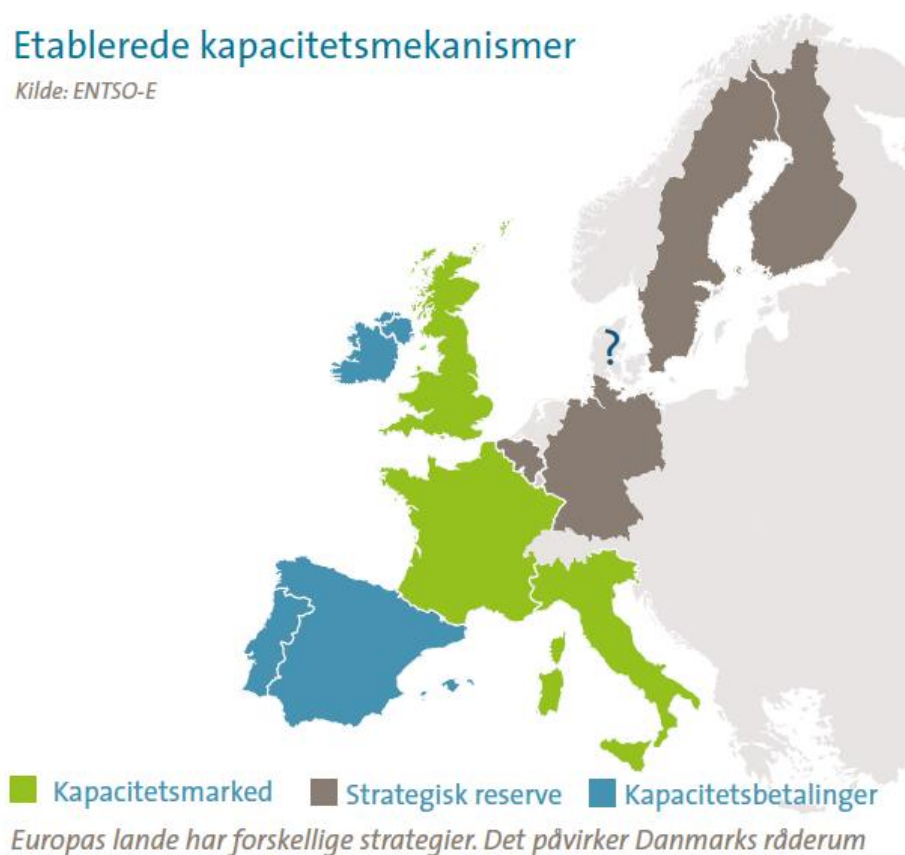 Etablerede kapacitetsmekanismer
Kilde: ENTSO-E
?
Kapacitetsmarked Strategisk reserve Kapacitetsbetalinger
Europas lande har forskellige strategier. Det påvirker Danmarks råderum